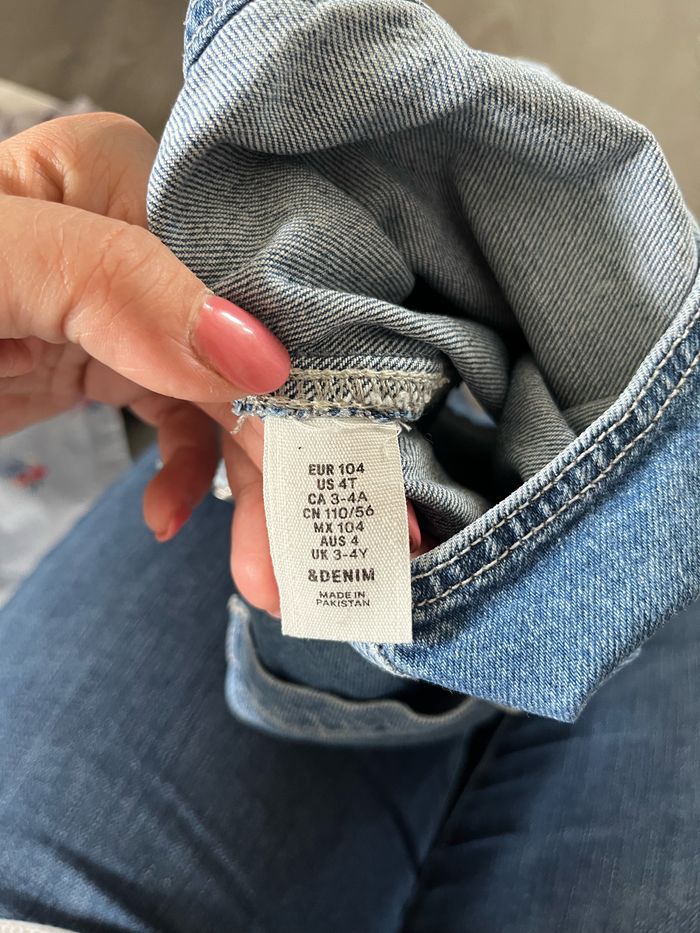 EUR 104
US 4T
CA 3-4A
CN 110/56
MX 104
AUS 4
UK 3-4Y
&DENIM
MADE IN
PAKISTAN